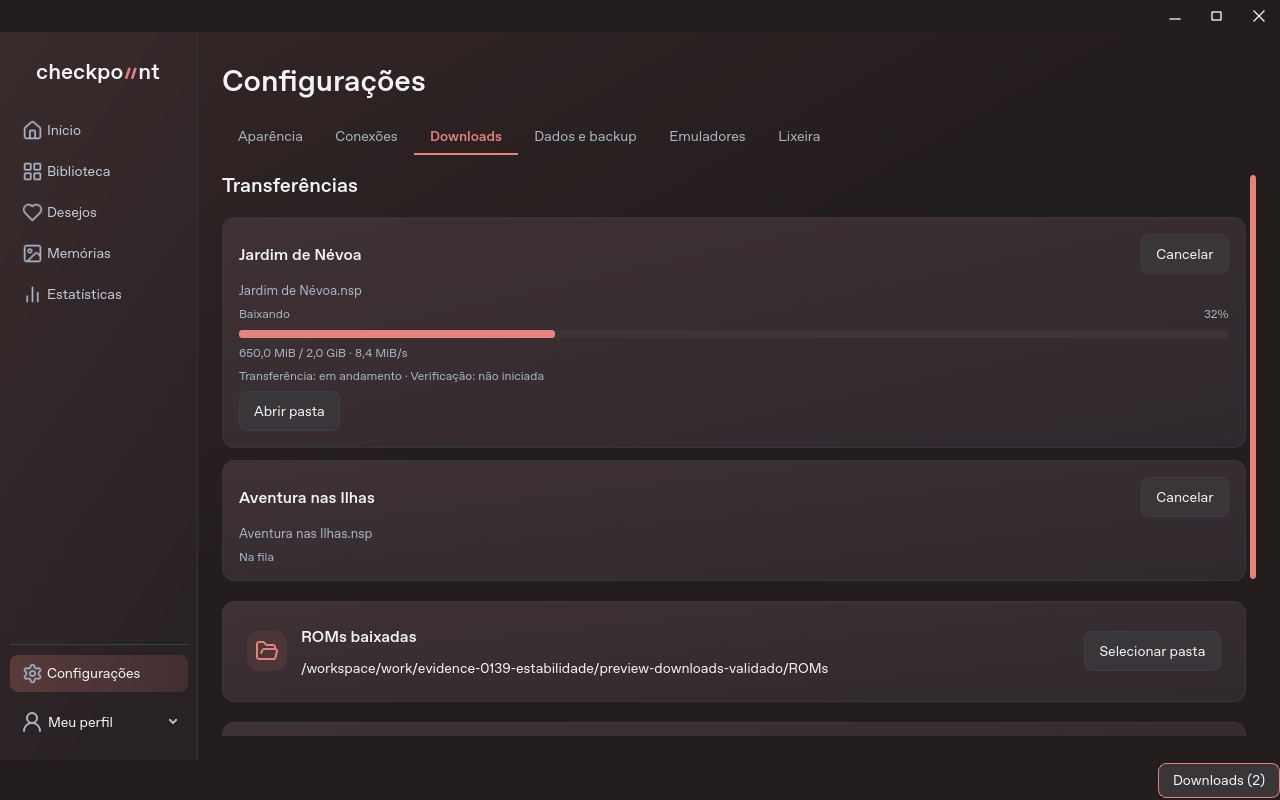 checkpo//nt
Início
Biblioteca
Desejos
Memórias
Estatísticas
Configurações
Meu perfil
Configurações
Aparência Conexões Downloads Dados e backup Emuladores Lixeira
Transferências
Jardim de Névoa Cancelar
Jardim de Névoa.nsp
Baixando 32%
650,0 MiB / 2,0 GiB · 8,4 MiB/s
Transferência: em andamento · Verificação: não iniciada
Abrir pasta
Aventura nas Ilhas Cancelar
Aventura nas Ilhas.nsp
Na fila
ROMs baixadas
/workspace/work/evidence-0139-estabilidade/preview-downloads-validado/ROMs
Selecionar pasta
Downloads (2)